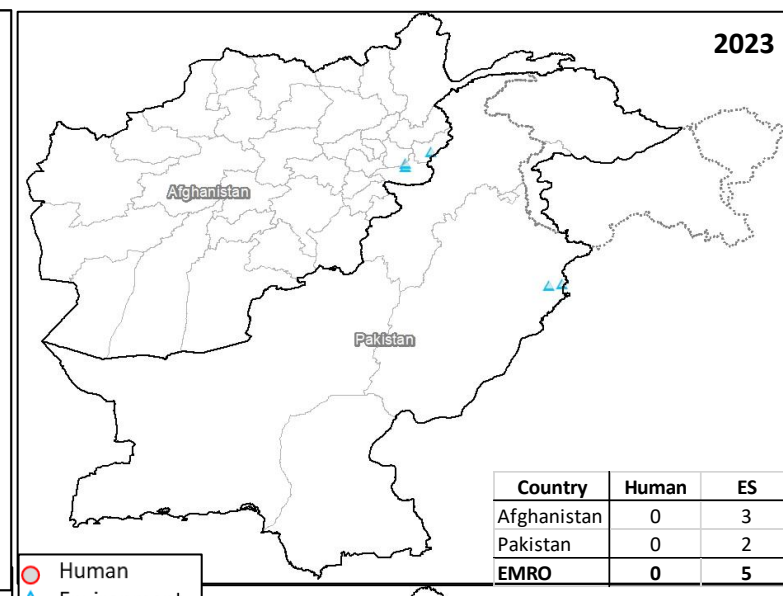 2023
Afghanistan
Pakistan
Country Human ES
Afghanistan 0 3
Pakistan 0 2
EMRO 0 5
Human